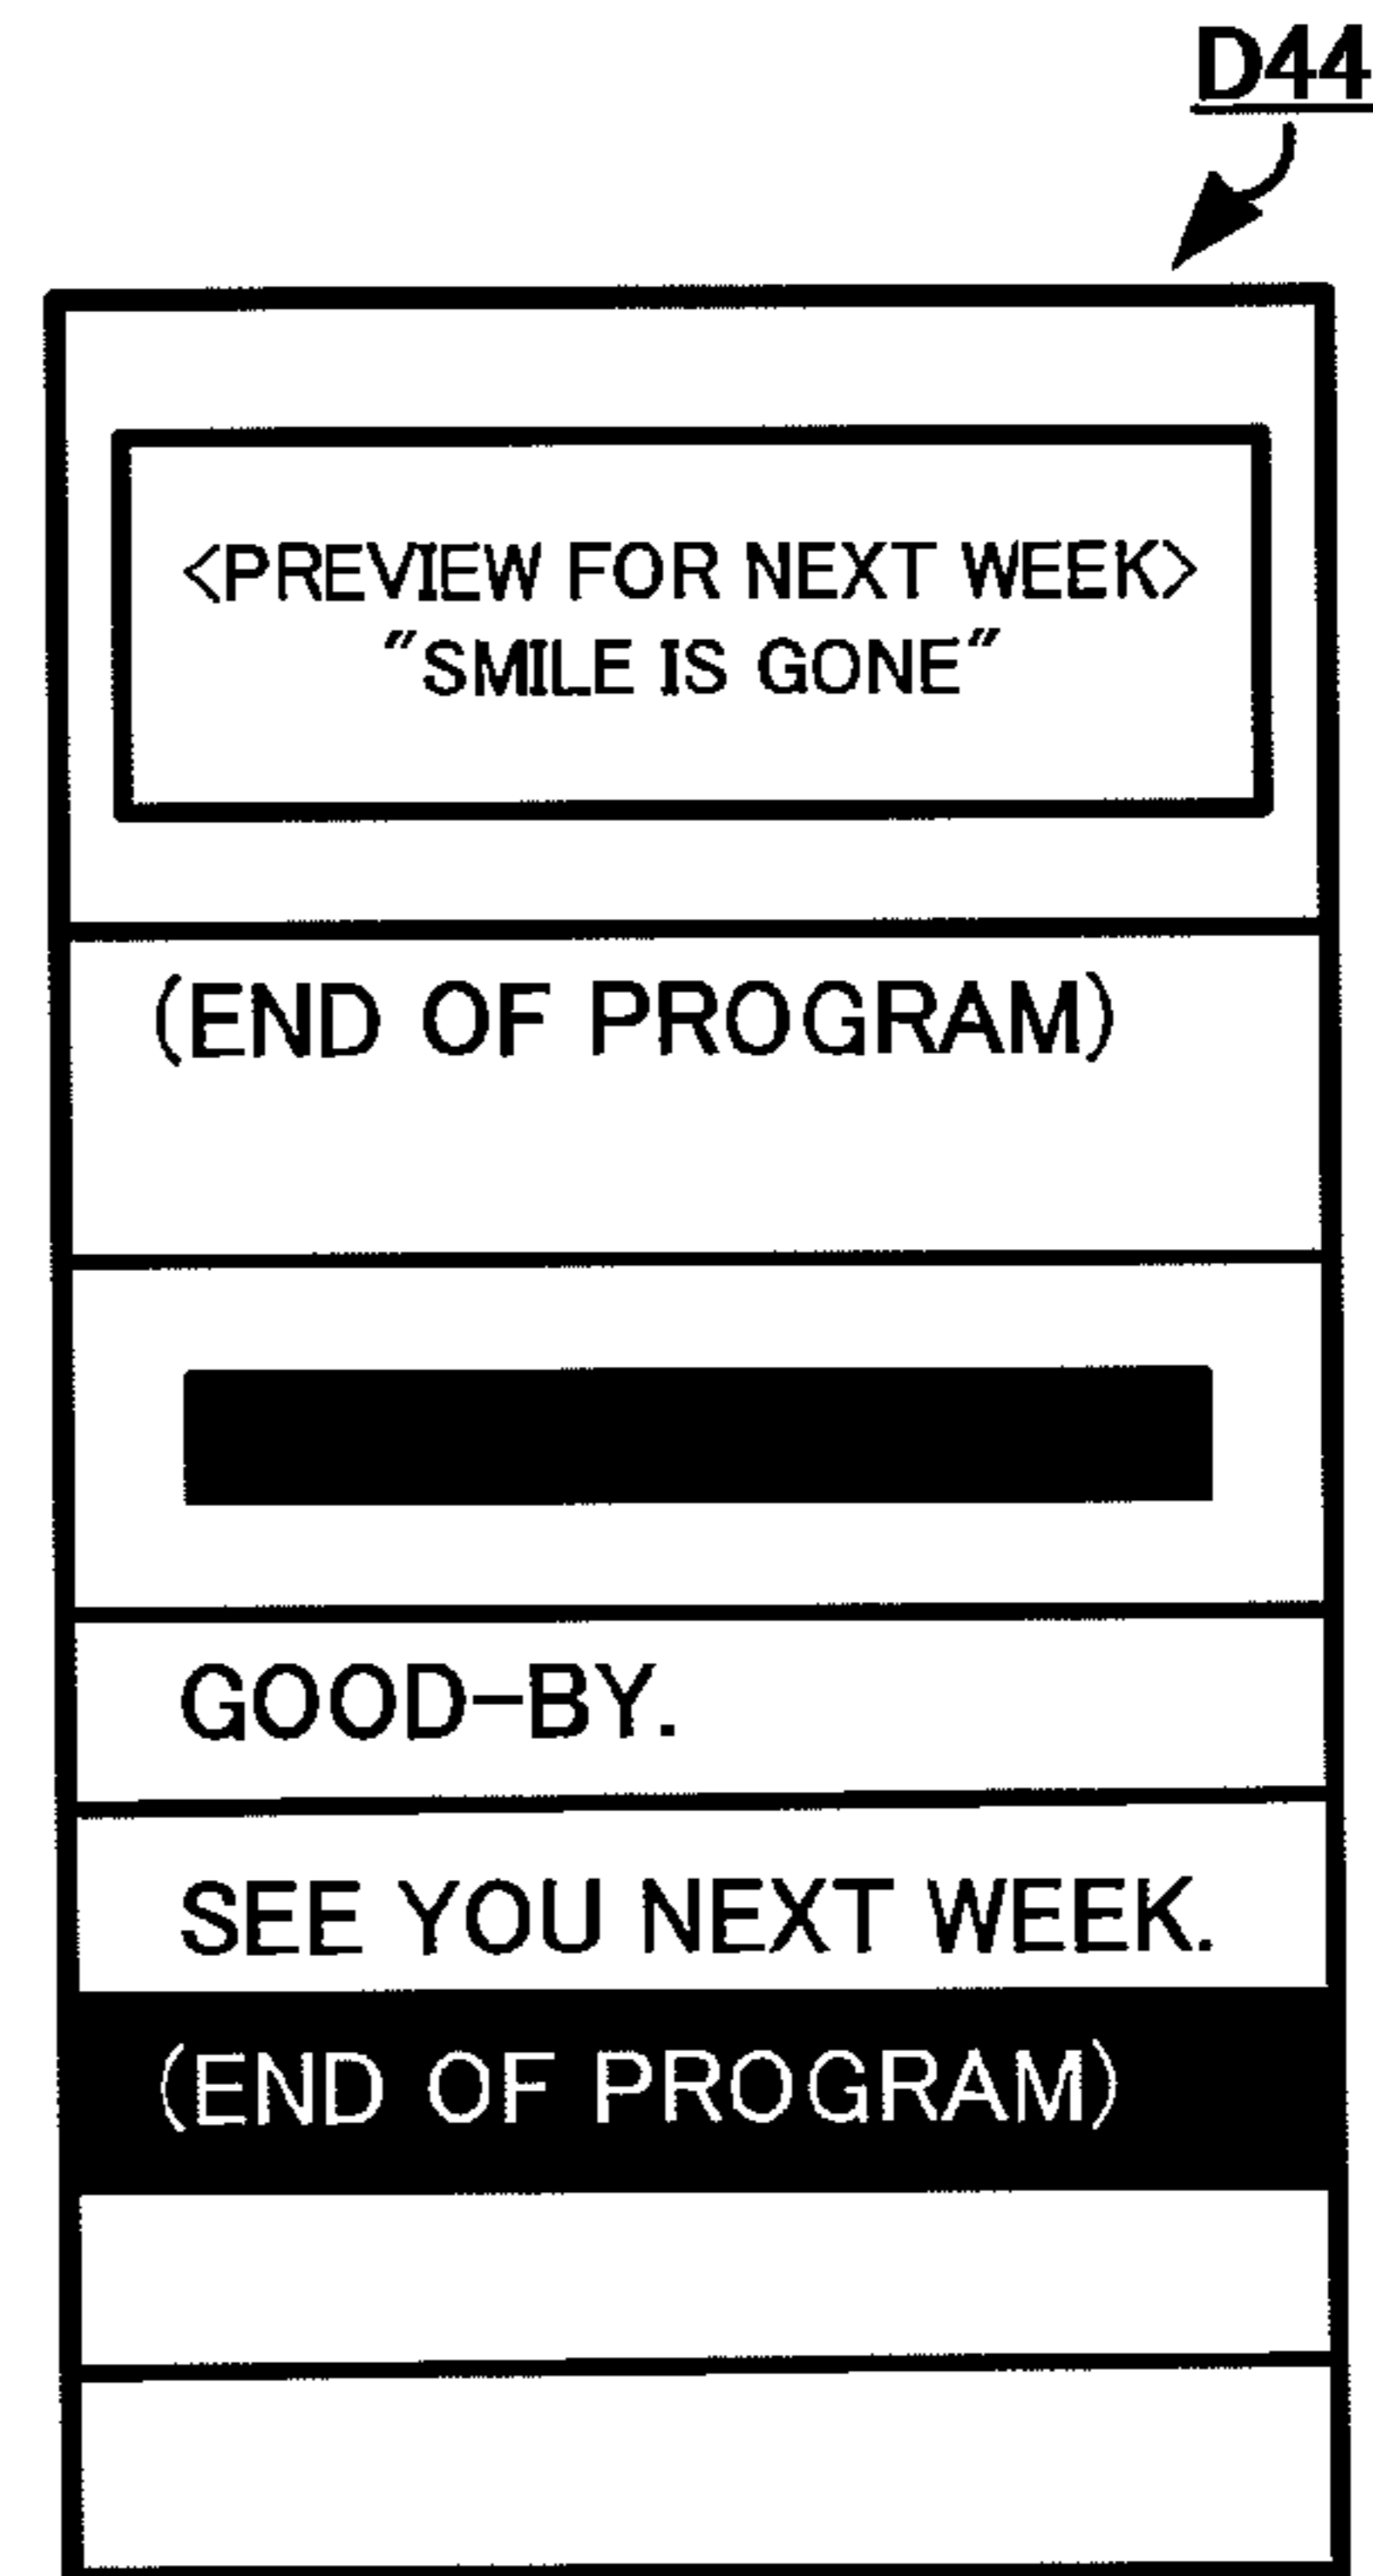 D44
<PREVIEW FOR NEXT WEEK>
"SMILE IS GONE"
(END OF PROGRAM)
GOOD-BY.
SEE YOU NEXT WEEK.
(END OF PROGRAM)